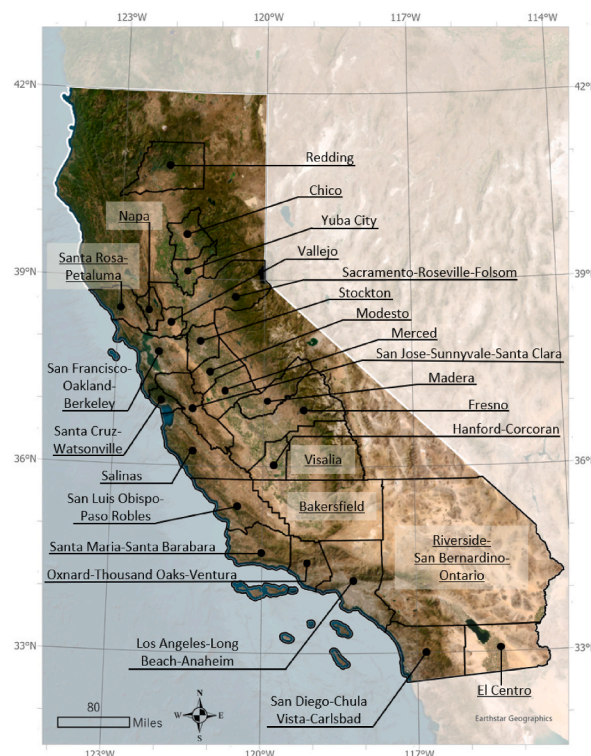 123°W
120°W
117°W
114°W
42°N
42°N
Redding
Chico
Napa
Yuba City
Vallejo
Santa Rosa-
Petaluma
39°N
39°N
Sacramento-Roseville-Folsom
Stockton
Modesto
Merced
San Jose-Sunnyvale-Santa Clara
San Francisco-
Oakland-
Berkeley
Madera
Fresno
Santa Cruz-
Watsonville
Hanford-Corcoran
36°N
36°N
Visalia
Salinas
San Luis Obispo-
Paso Robles
Bakersfield
Riverside-
San Bernardino-
Ontario
Santa Maria-Santa Barabara
Oxnard-Thousand Oaks-Ventura
33°N
33°N
Los Angeles-Long
Beach-Anaheim
El Centro
San Diego-Chula
Vista-Carlsbad
80
Miles
N
W
E
S
Earthstar Geographics
123°W
120°W
117°W